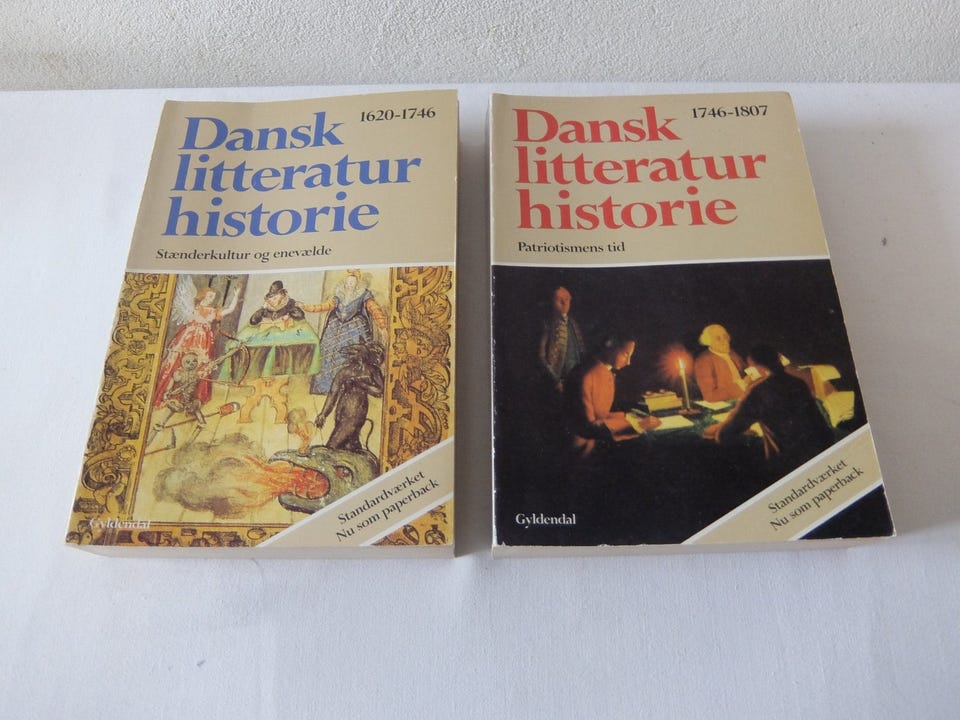 1620-1746
Dansk
litteratur
historie
Stænderkultur og enevælde
Standardværket
Nu som paperback
Gyldendal
1746-1807
Dansk
litteratur
historie
Patriotismens tid
Standardværket
Nu som paperback
Gyldendal